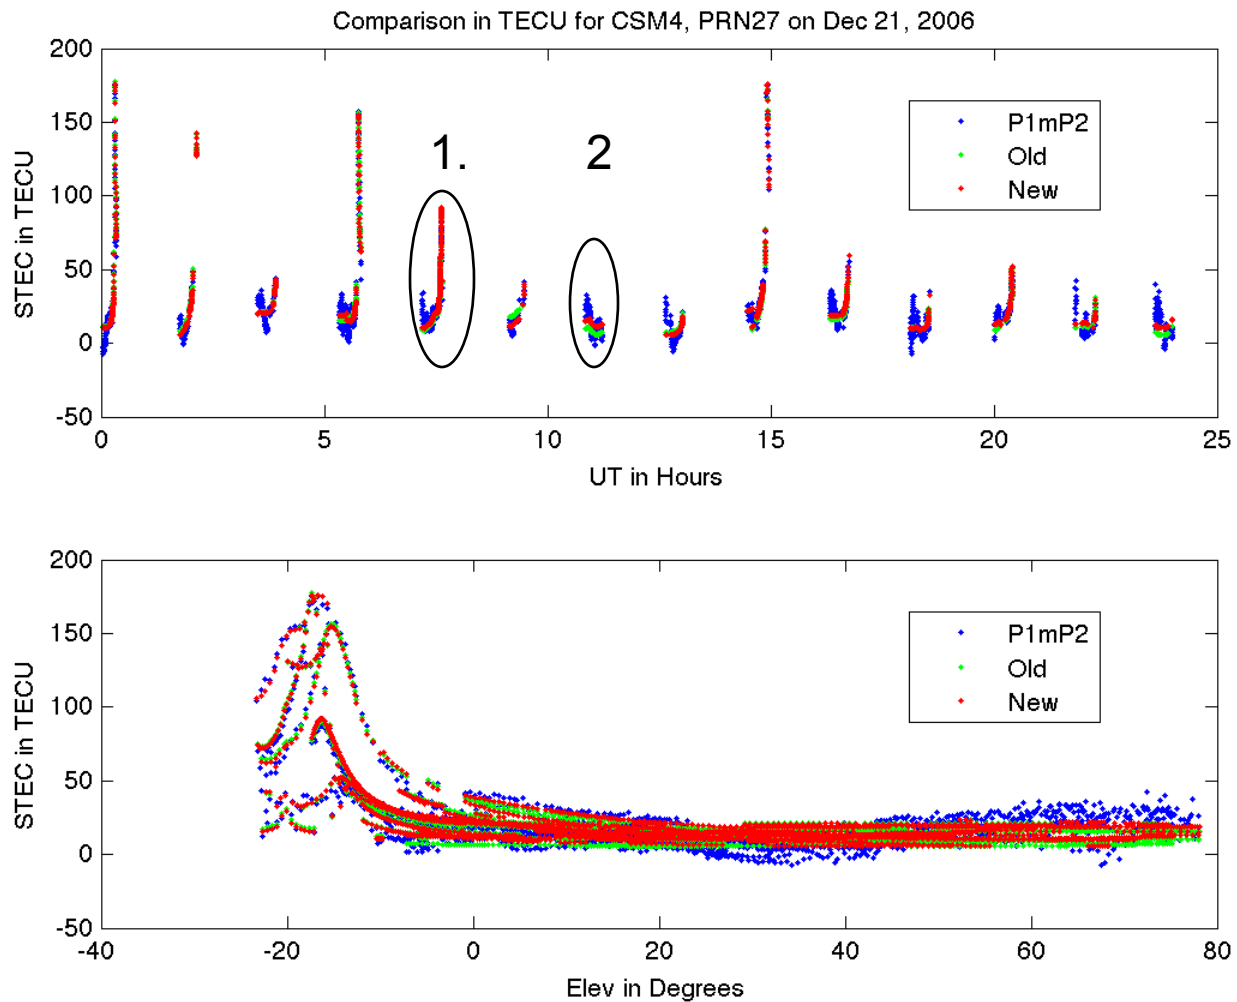 Comparison in TECU for CSM4, PRN27 on Dec 21, 2006
200
150
100
50
0
-50
STEC in TECU
1.
2
P1mP2
Old
New
0
5
10
15
20
25
UT in Hours
200
150
100
50
0
-50
STEC in TECU
P1mP2
Old
New
-40
-20
0
20
40
60
80
Elev in Degrees